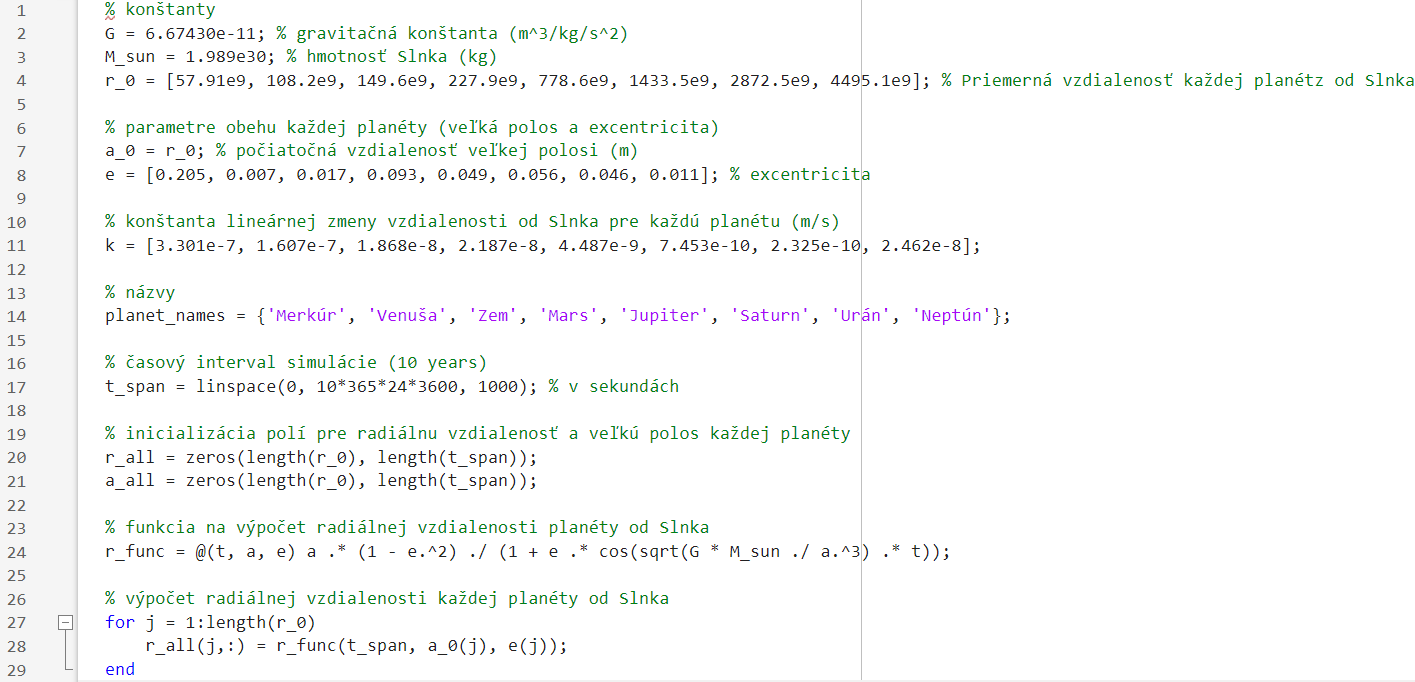 1 % konštanty
2 G = 6.67430e-11; % gravitačná konštanta (m^3/kg/s^2)
3 M_sun = 1.989e30; % hmotnosť Slnka (kg)
4 r_0 = [57.91e9, 108.2e9, 149.6e9, 227.9e9, 778.6e9, 1433.5e9, 2872.5e9, 4495.1e9]; % Priemerná vzdialenosť každej planétz od Slnka
5
6 % parametre obehu každej planéty (veľká polos a excentricita)
7 a_0 = r_0; % počiatočná vzdialenosť veľkej polosi (m)
8 e = [0.205, 0.007, 0.017, 0.093, 0.049, 0.056, 0.046, 0.011]; % excentricita
9
10 % konštanta lineárnej zmeny vzdialenosti od Slnka pre každú planétu (m/s)
11 k = [3.301e-7, 1.607e-7, 1.868e-8, 2.187e-8, 4.487e-9, 7.453e-10, 2.325e-10, 2.462e-8];
12
13 % názvy
14 planet_names = {'Merkúr', 'Venuša', 'Zem', 'Mars', 'Jupiter', 'Saturn', 'Urán', 'Neptún'};
15
16 % časový interval simulácie (10 years)
17 t_span = linspace(0, 10*365*24*3600, 1000); % v sekundách
18
19 % inicializácia polí pre radiálnu vzdialenosť a veľkú polos každej planéty
20 r_all = zeros(length(r_0), length(t_span));
21 a_all = zeros(length(r_0), length(t_span));
22
23 % funkcia na výpočet radiálnej vzdialenosti planéty od Slnka
24 r_func = @(t, a, e) a .* (1 - e.^2) ./ (1 + e .* cos(sqrt(G * M_sun ./ a.^3) .* t));
25
26 % výpočet radiálnej vzdialenosti každej planéty od Slnka
27 for j = 1:length(r_0)
28 r_all(j,:) = r_func(t_span, a_0(j), e(j));
29 end